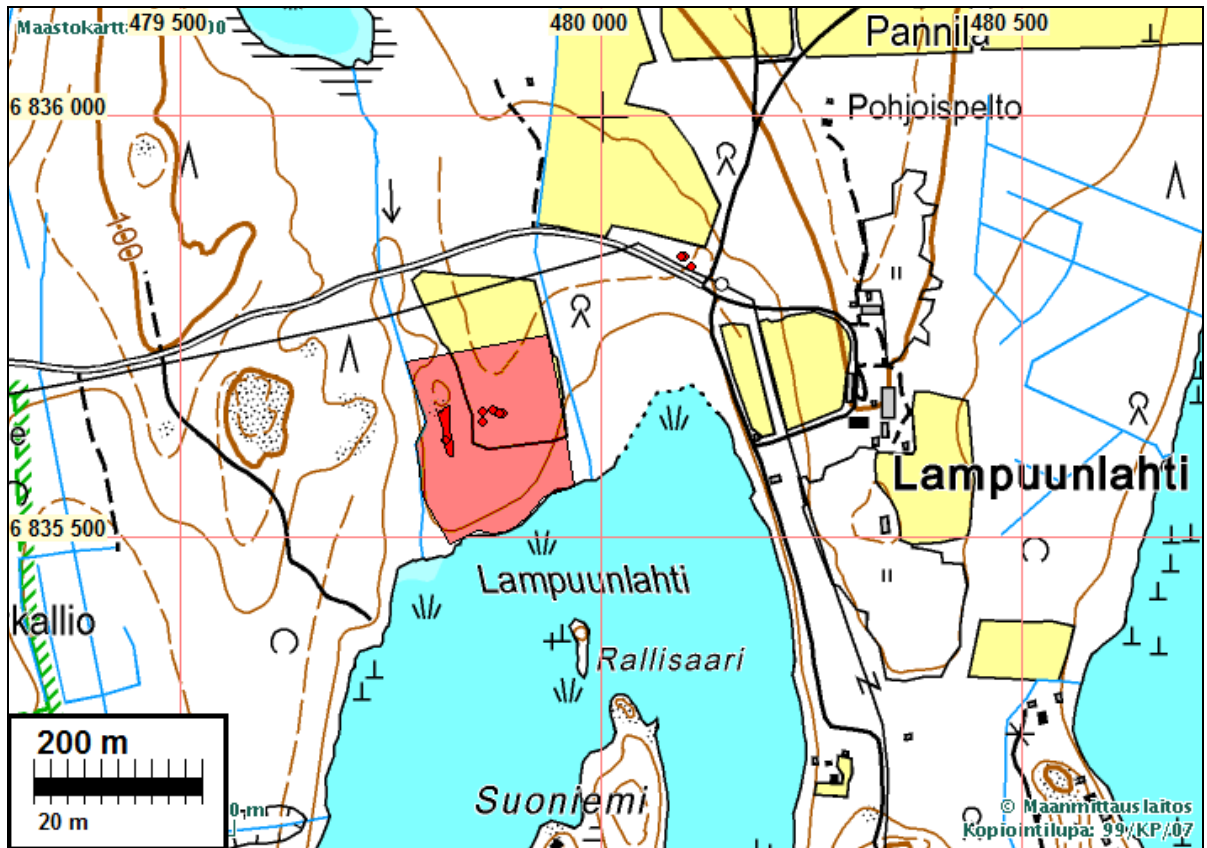 479 500
480 000
480 500
Pannila
6 836 000
Pohjoispelto
100
Lampuunlahti
6 835 500
Lampuunlahti
kallio
Rallisaari
200 m
20 m
Suoniemi
© Maanmittauslaitos
Kopiointilupa: 99/KP/07